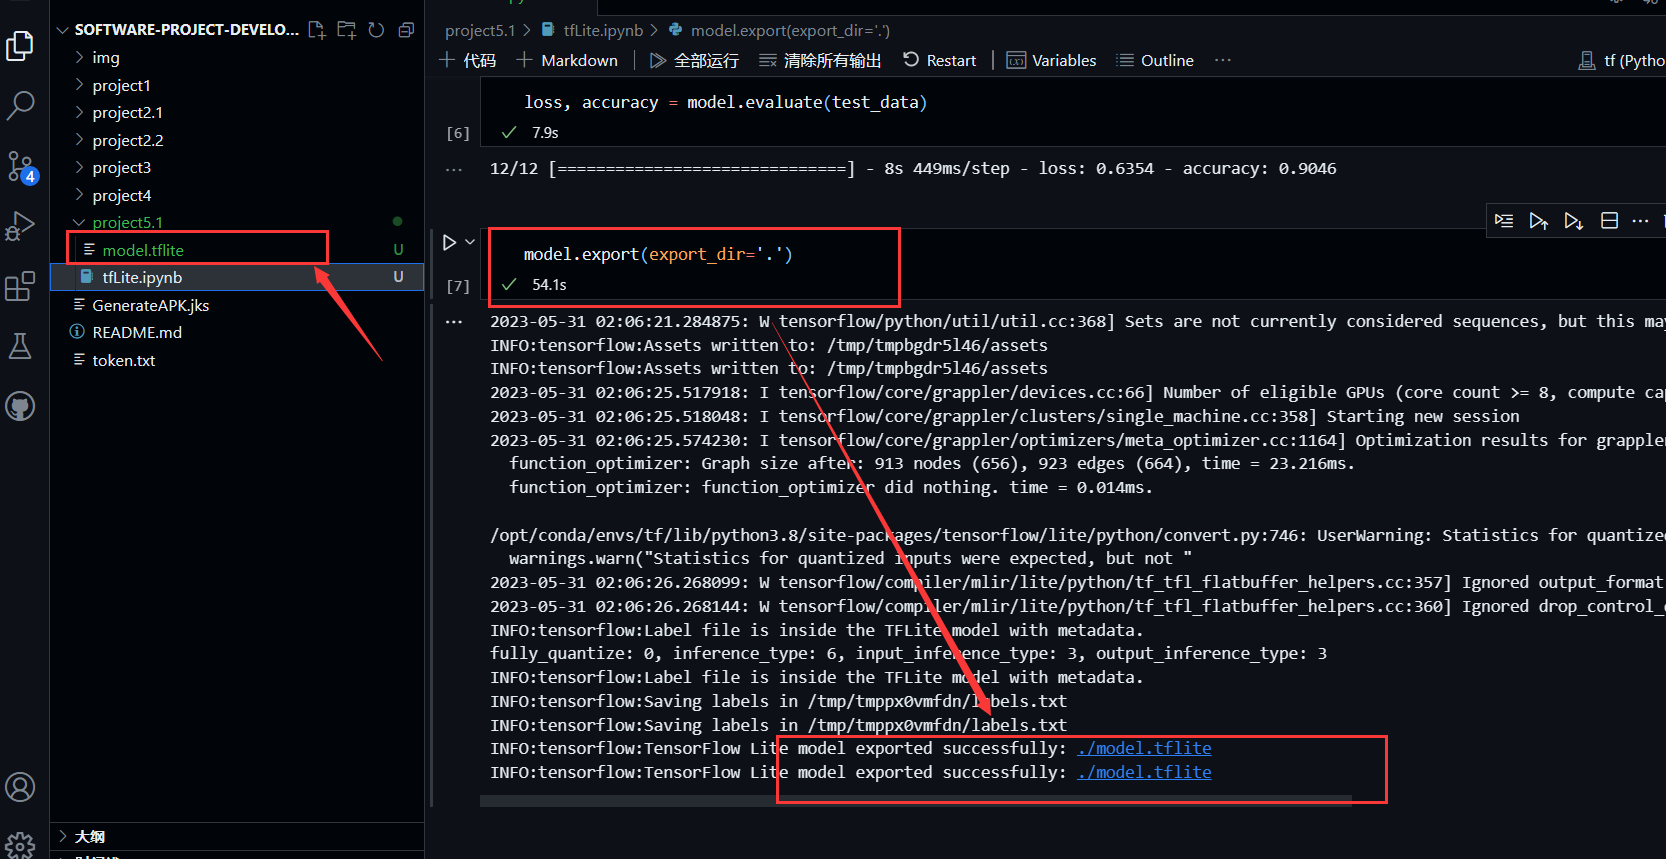 SOFTWARE-PROJECT-DEVELO...
img
project1
project2.1
project2.2
project3
project4
project5.1
model.tflite U
tfLite.ipynb U
GenerateAPK.jks
README.md
token.txt
4
大纲
project5.1 > tfLite.ipynb > model.export(export_dir='.')
代码 Markdown 全部运行 清除所有输出 Restart Variables Outline ... tf (Pytho
loss, accuracy = model.evaluate(test_data)
[6] 7.9s
12/12 [==============================] - 8s 449ms/step - loss: 0.6354 - accuracy: 0.9046
model.export(export_dir='.')
[7] 54.1s
2023-05-31 02:06:21.284875: W tensorflow/python/util/util.cc:368] Sets are not currently considered sequences, but this may
INFO:tensorflow:Assets written to: /tmp/tmpbgdr5l46/assets
INFO:tensorflow:Assets written to: /tmp/tmpbgdr5l46/assets
2023-05-31 02:06:25.517918: I tensorflow/core/grappler/devices.cc:66] Number of eligible GPUs (core count >= 8, compute cap
2023-05-31 02:06:25.518048: I tensorflow/core/grappler/clusters/single_machine.cc:358] Starting new session
2023-05-31 02:06:25.574230: I tensorflow/core/grappler/optimizers/meta_optimizer.cc:1164] Optimization results for grappler
function_optimizer: Graph size after: 913 nodes (656), 923 edges (664), time = 23.216ms.
function_optimizer: function_optimizer did nothing. time = 0.014ms.
/opt/conda/envs/tf/lib/python3.8/site-packages/tensorflow/lite/python/convert.py:746: UserWarning: Statistics for quantized
warnings.warn("Statistics for quantized inputs were expected, but not "
2023-05-31 02:06:26.268099: W tensorflow/compiler/mlir/lite/python/tf_tfl_flatbuffer_helpers.cc:357] Ignored output_format
2023-05-31 02:06:26.268144: W tensorflow/compiler/mlir/lite/python/tf_tfl_flatbuffer_helpers.cc:360] Ignored drop_control_
INFO:tensorflow:Label file is inside the TFLite model with metadata.
fully_quantize: 0, inference_type: 6, input_inference_type: 3, output_inference_type: 3
INFO:tensorflow:Label file is inside the TFLite model with metadata.
INFO:tensorflow:Saving labels in /tmp/tmppx0vmfdn/labels.txt
INFO:tensorflow:Saving labels in /tmp/tmppx0vmfdn/labels.txt
INFO:tensorflow:TensorFlow Lite model exported successfully: ./model.tflite
INFO:tensorflow:TensorFlow Lite model exported successfully: ./model.tflite